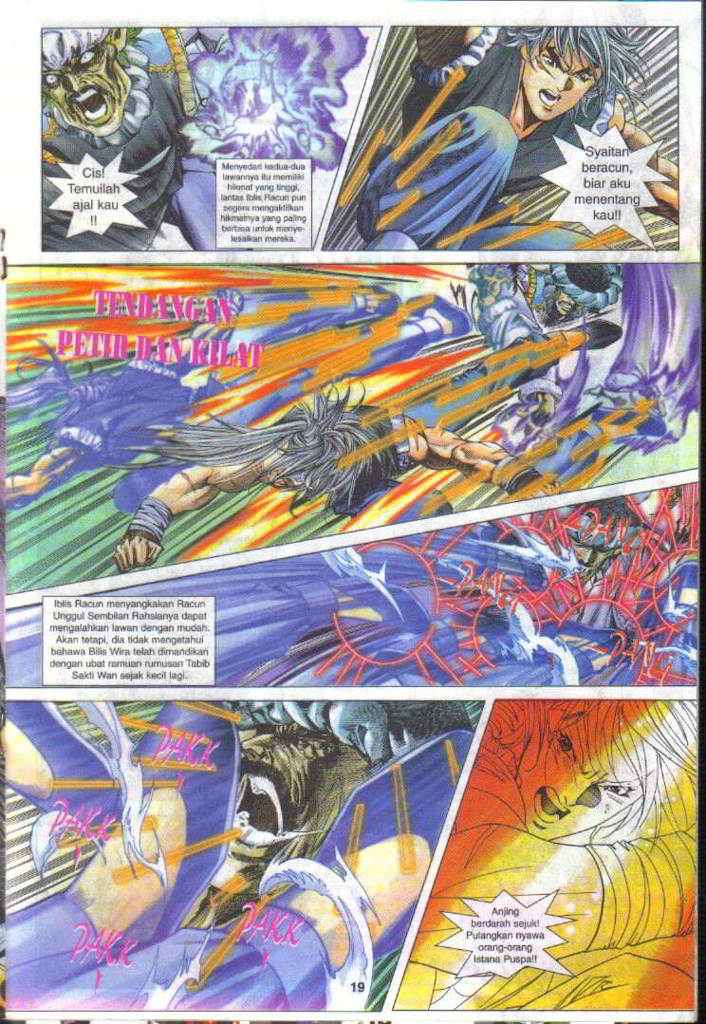 Cis!
Temuilah
ajal kau
!!
Menyedari kedua-dua
lawannya itu memiliki
hikmat yang tinggi,
lantas Iblis Racun pun
segera mengaktifkan
hikmatnya yang paling
berbisa untuk menye-
lesaikan mereka.
Syaitan
beracun,
biar aku
menentang
kau!!
TENDANGAN
PETIR DAN KILAT
DANG
DANG
DANG
DANG
Iblis Racun menyangkakan Racun
Unggul Sembilan Rahsianya dapat
mengalahkan lawan dengan mudah.
Akan tetapi, dia tidak mengetahui
bahawa Bilis Wira telah dimandikan
dengan ubat ramuan rumusan Tabib
Sakti Wan sejak kecil lagi.
PAKK
!
PAKK
!
PAKK
!
PAKK
!
Anjing
berdarah sejuk!
Pulangkan nyawa
orang-orang
Istana Puspa!!
19